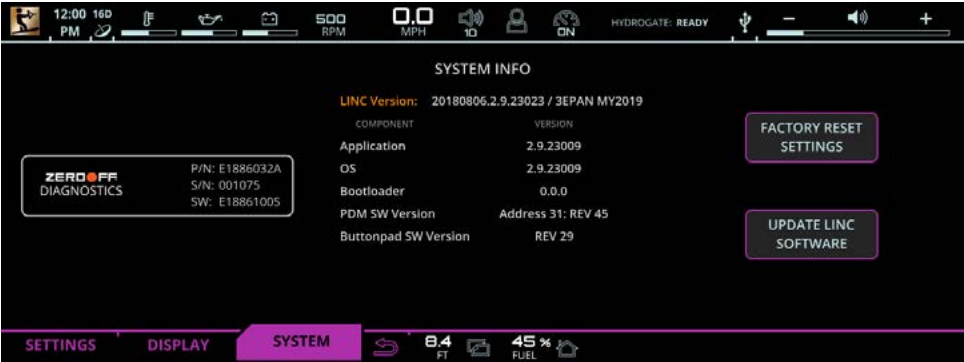 12:00 16D
PM
500
RPM
0.0
MPH
10
ON
HYDROGATE: READY
−
+
SYSTEM INFO
LINC Version: 20180806.2.9.23023 / 3EPAN MY2019
COMPONENT VERSION
Application 2.9.23009
OS 2.9.23009
Bootloader 0.0.0
PDM SW Version Address 31: REV 45
Buttonpad SW Version REV 29
ZEROOFF
DIAGNOSTICS
P/N: E1886032A
S/N: 001075
SW: E1886100S
FACTORY RESET
SETTINGS
UPDATE LINC
SOFTWARE
SETTINGS
DISPLAY
SYSTEM
8.4
FT
45 %
FUEL